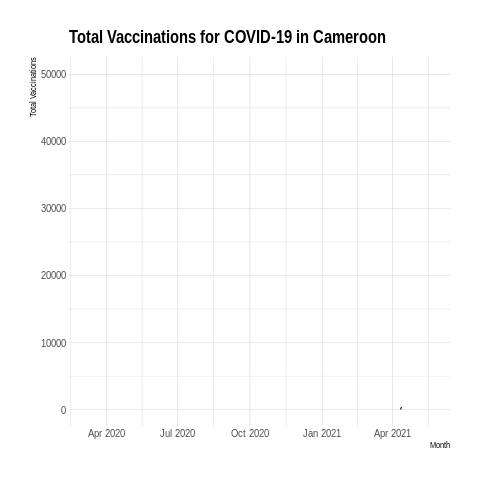 Total Vaccinations for COVID-19 in Cameroon
Total Vaccinations
50000
40000
30000
20000
10000
0
Apr 2020 Jul 2020 Oct 2020 Jan 2021 Apr 2021
Month